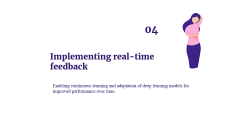 04
Implementing real-time
feedback
Enabling continuous learning and adaptation of deep learning models for
improved performance over time.